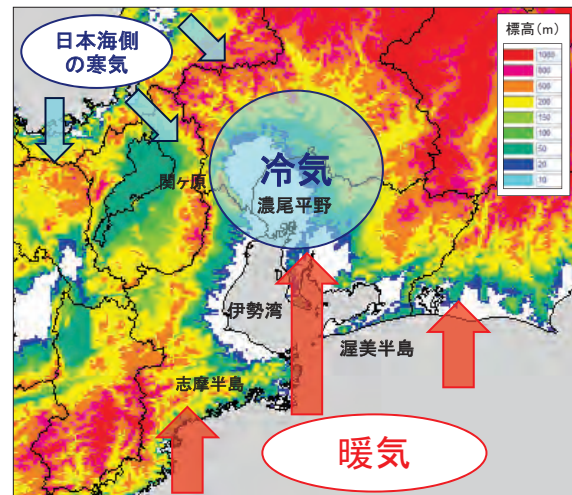 日本海側
の寒気
標高(m)
1000
800
500
200
150
100
50
20
10
関ヶ原
冷気
濃尾平野
伊勢湾
渥美半島
志摩半島
暖気